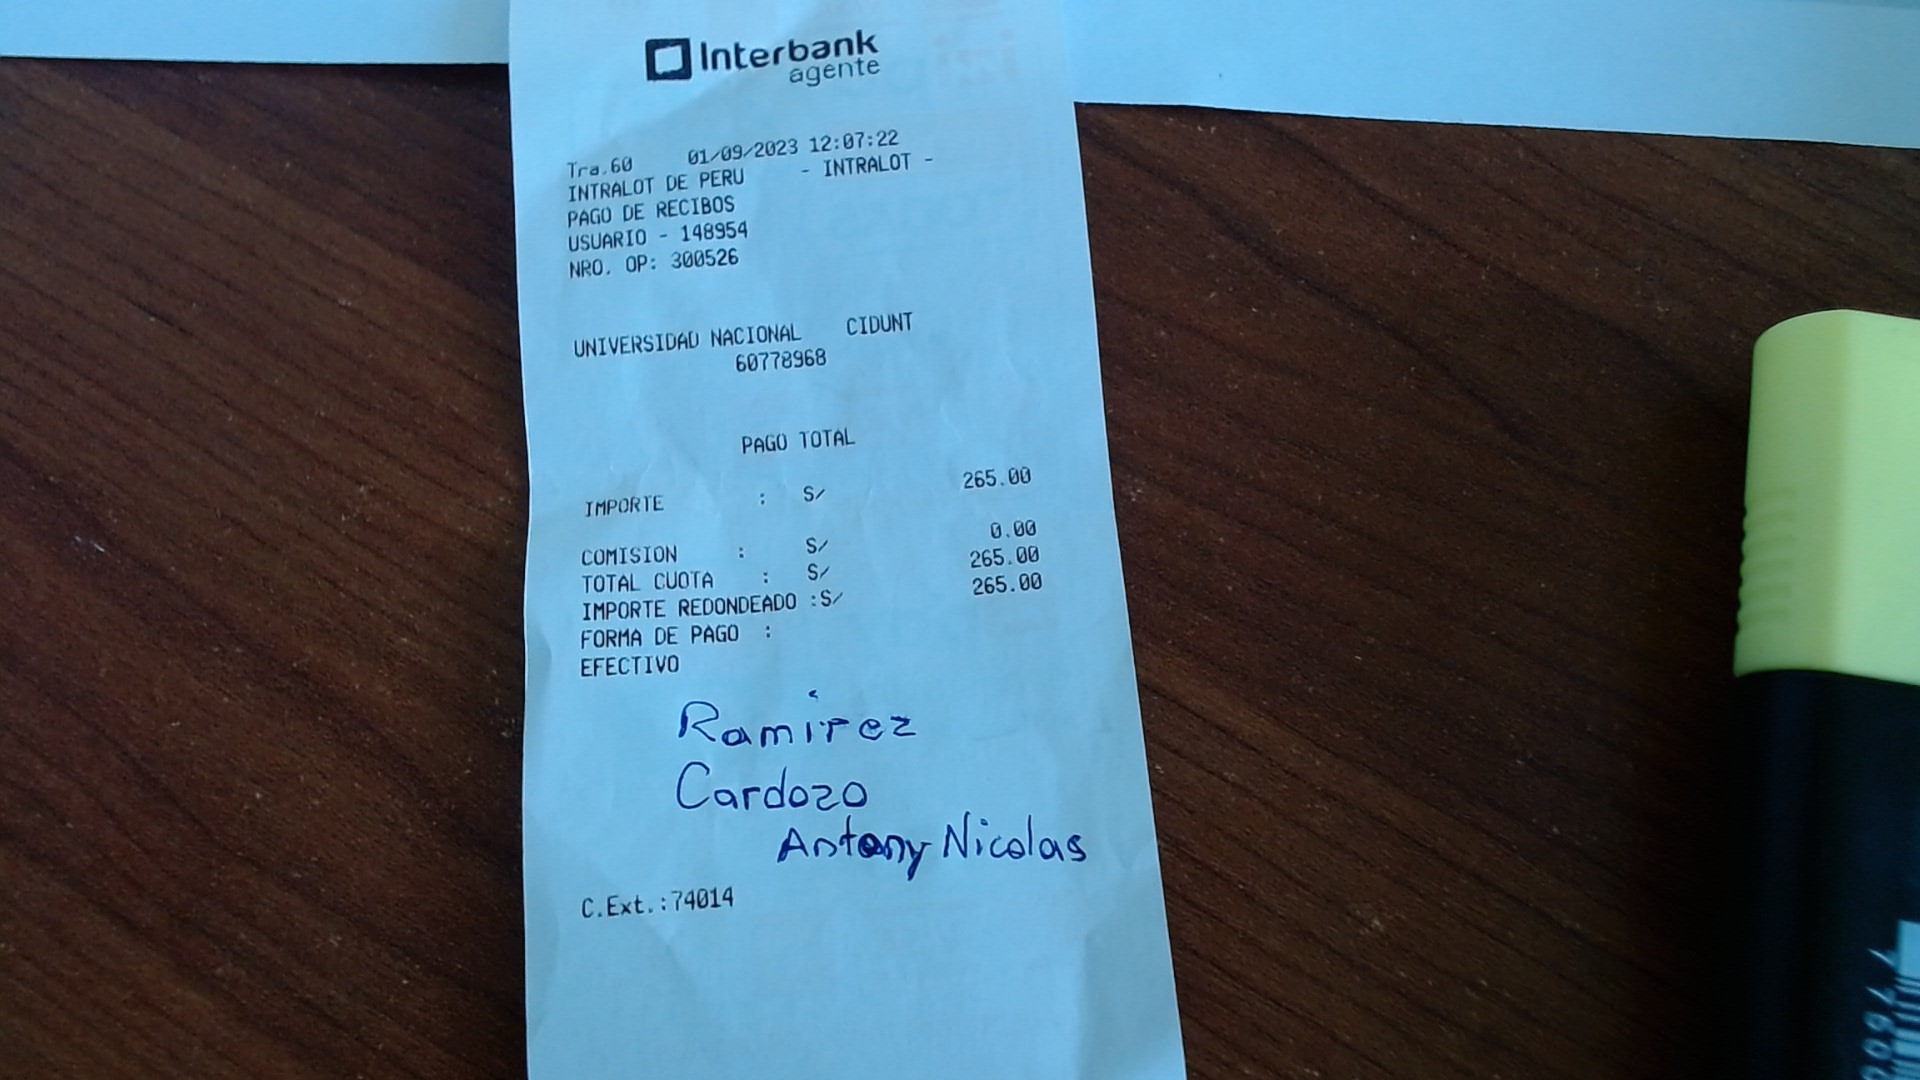 Interbank
agente
Tra.60 01/09/2023 12:07:22
INTRALOT DE PERU - INTRALOT -
PAGO DE RECIBOS
USUARIO - 148954
NRO. OP: 300526
UNIVERSIDAD NACIONAL CIDUNT
60778968
PAGO TOTAL
IMPORTE : S/ 265.00
COMISION : S/ 0.00
TOTAL CUOTA : S/ 265.00
IMPORTE REDONDEADO :S/ 265.00
FORMA DE PAGO :
EFECTIVO
Ramirez
Cardozo
Antony Nicolas
C.Ext.:74014